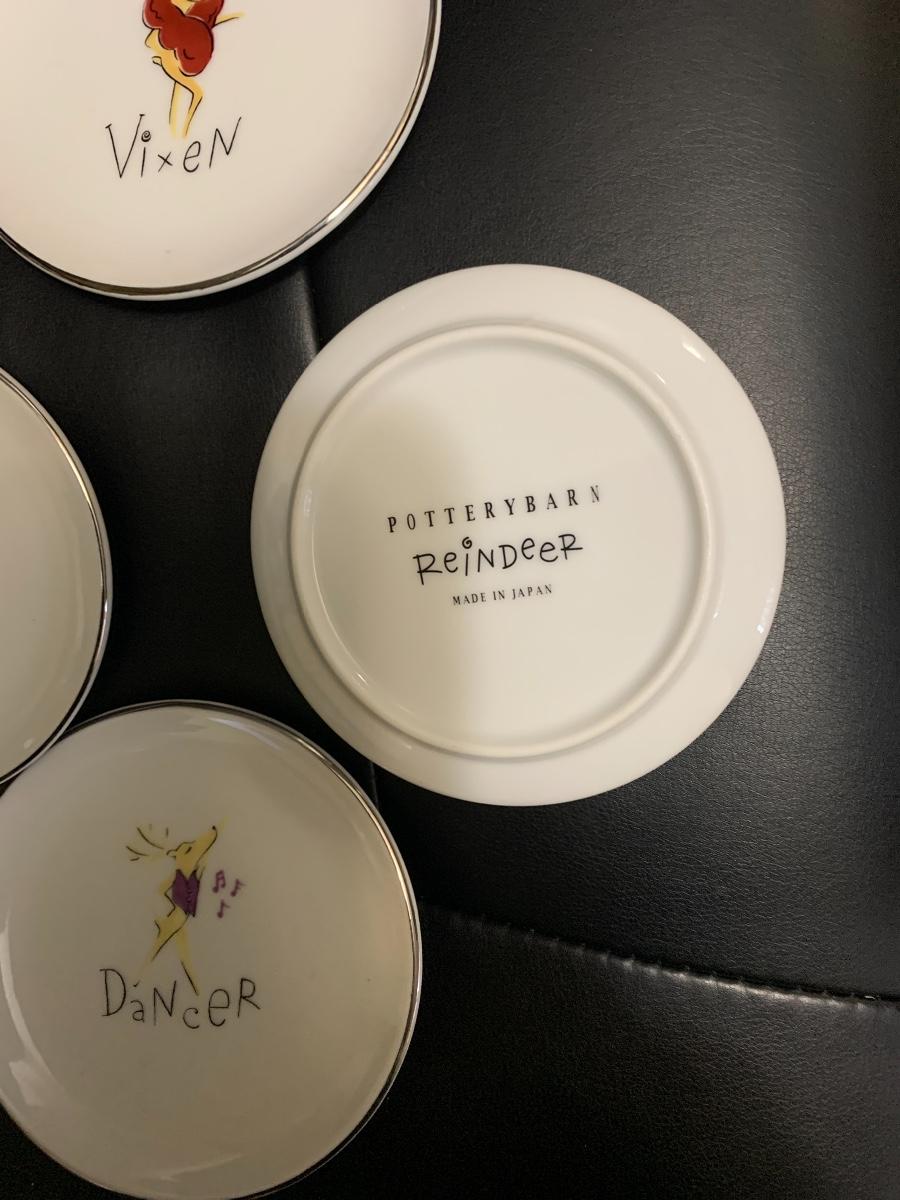 VixeN
POTTERYBARN
ReiNDeeR
MADE IN JAPAN
DaNceR